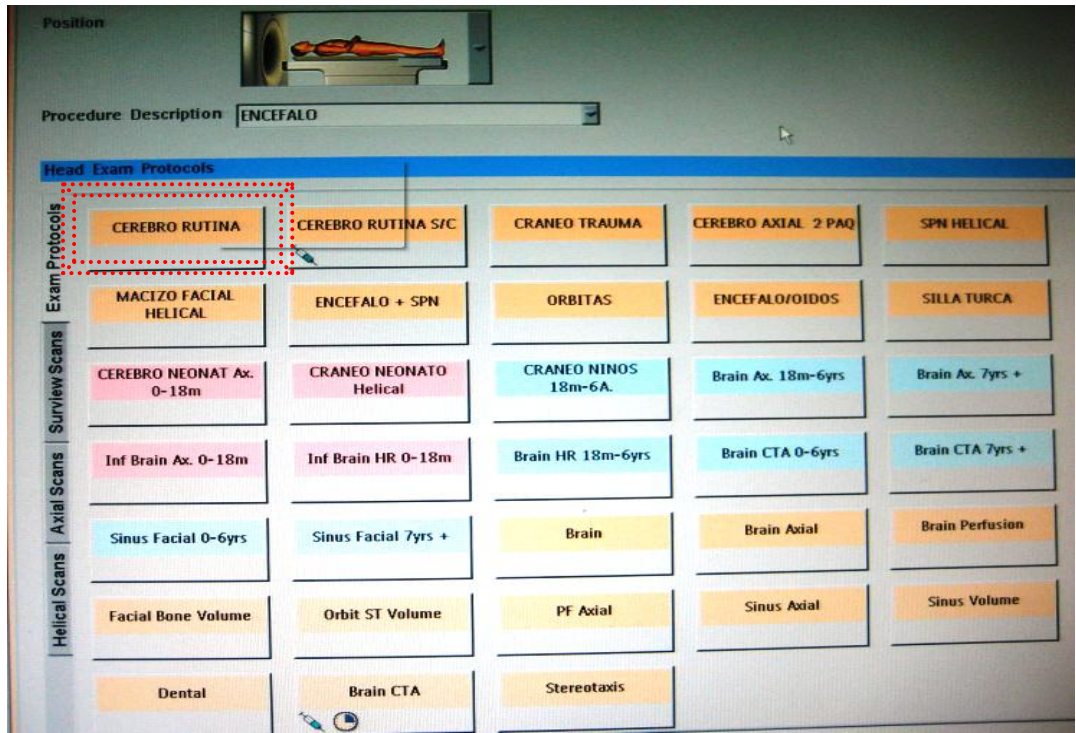 Position
Procedure Description ENCEFALO
Head Exam Protocols
Exam Protocols
Surview Scans
Axial Scans
Helical Scans
CEREBRO RUTINA
CEREBRO RUTINA S/C
CRANEO TRAUMA
CEREBRO AXIAL 2 PAQ
SPN HELICAL
MACIZO FACIAL
HELICAL
ENCEFALO + SPN
ORBITAS
ENCEFALO/OIDOS
SILLA TURCA
CEREBRO NEONAT Ax.
0-18m
CRANEO NEONATO
Helical
CRANEO NINOS
18m-6A.
Brain Ax. 18m-6yrs
Brain Ax. 7yrs +
Inf Brain Ax. 0-18m
Inf Brain HR 0-18m
Brain HR 18m-6yrs
Brain CTA 0-6yrs
Brain CTA 7yrs +
Sinus Facial 0-6yrs
Sinus Facial 7yrs +
Brain
Brain Axial
Brain Perfusion
Facial Bone Volume
Orbit ST Volume
PF Axial
Sinus Axial
Sinus Volume
Dental
Brain CTA
Stereotaxis